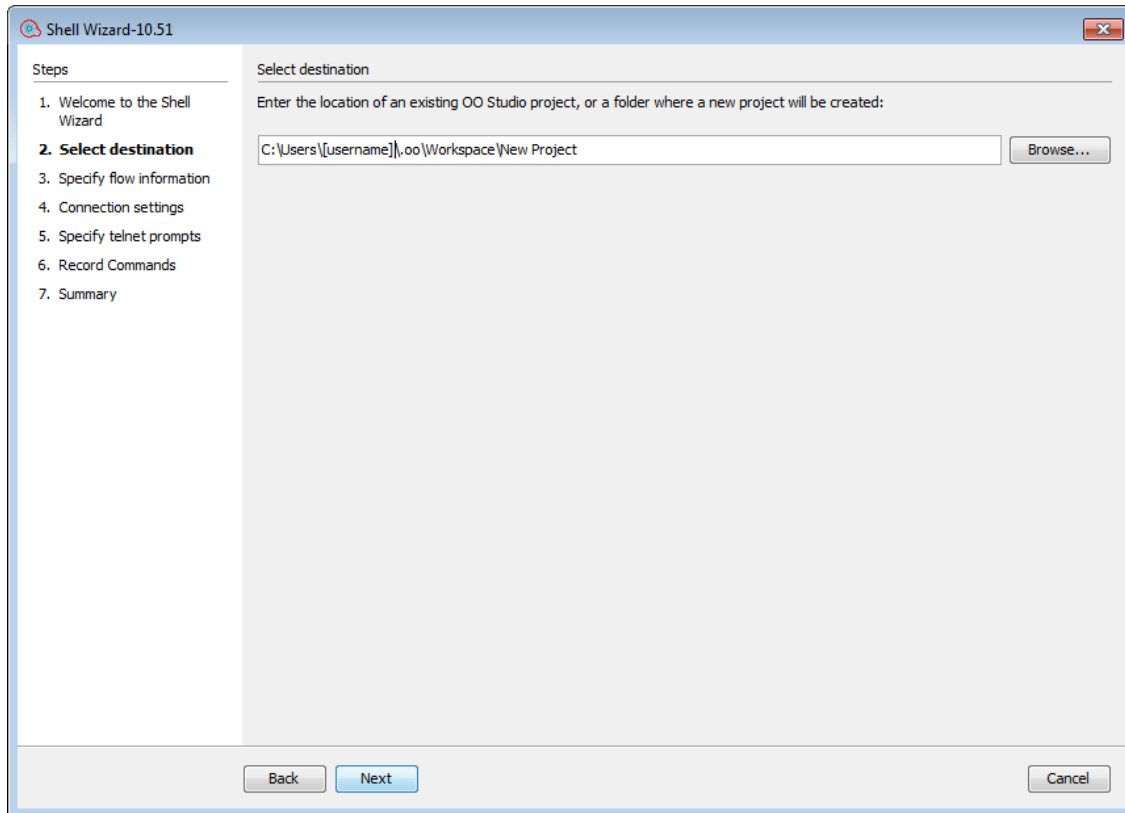 Shell Wizard-10.51
Steps
1. Welcome to the Shell
Wizard
2. Select destination
3. Specify flow information
4. Connection settings
5. Specify telnet prompts
6. Record Commands
7. Summary
Select destination
Enter the location of an existing OO Studio project, or a folder where a new project will be created:
C:\Users\[username]\.oo\Workspace\New Project
Browse...
Back
Next
Cancel